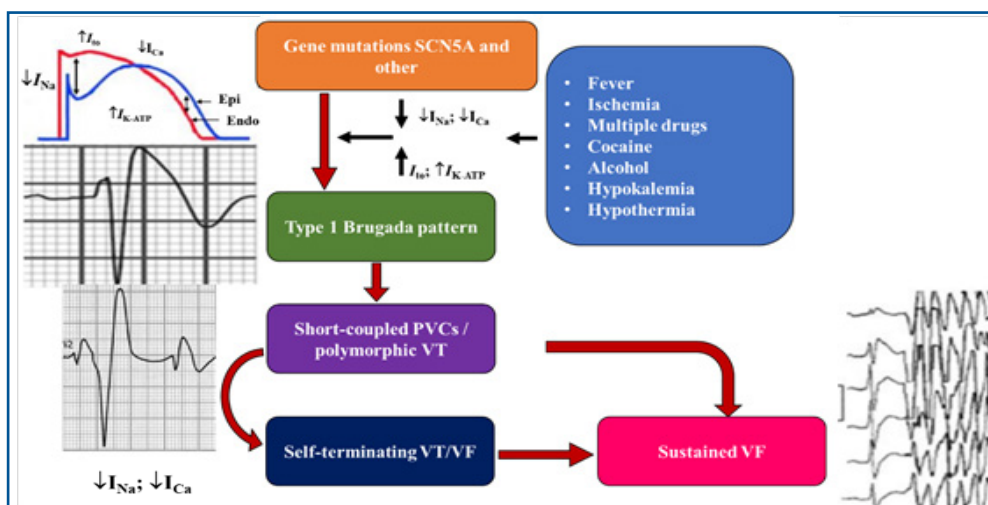 ↑Ito
↓ICa
↓INa
Epi
Endo
↑IK-ATP
Gene mutations SCN5A and
other
↓INa; ↓ICa
Ito; ↑IK-ATP
• Fever
• Ischemia
• Multiple drugs
• Cocaine
• Alcohol
• Hypokalemia
• Hypothermia
Type 1 Brugada pattern
Short-coupled PVCs /
polymorphic VT
Self-terminating VT/VF
Sustained VF
↓INa; ↓ICa